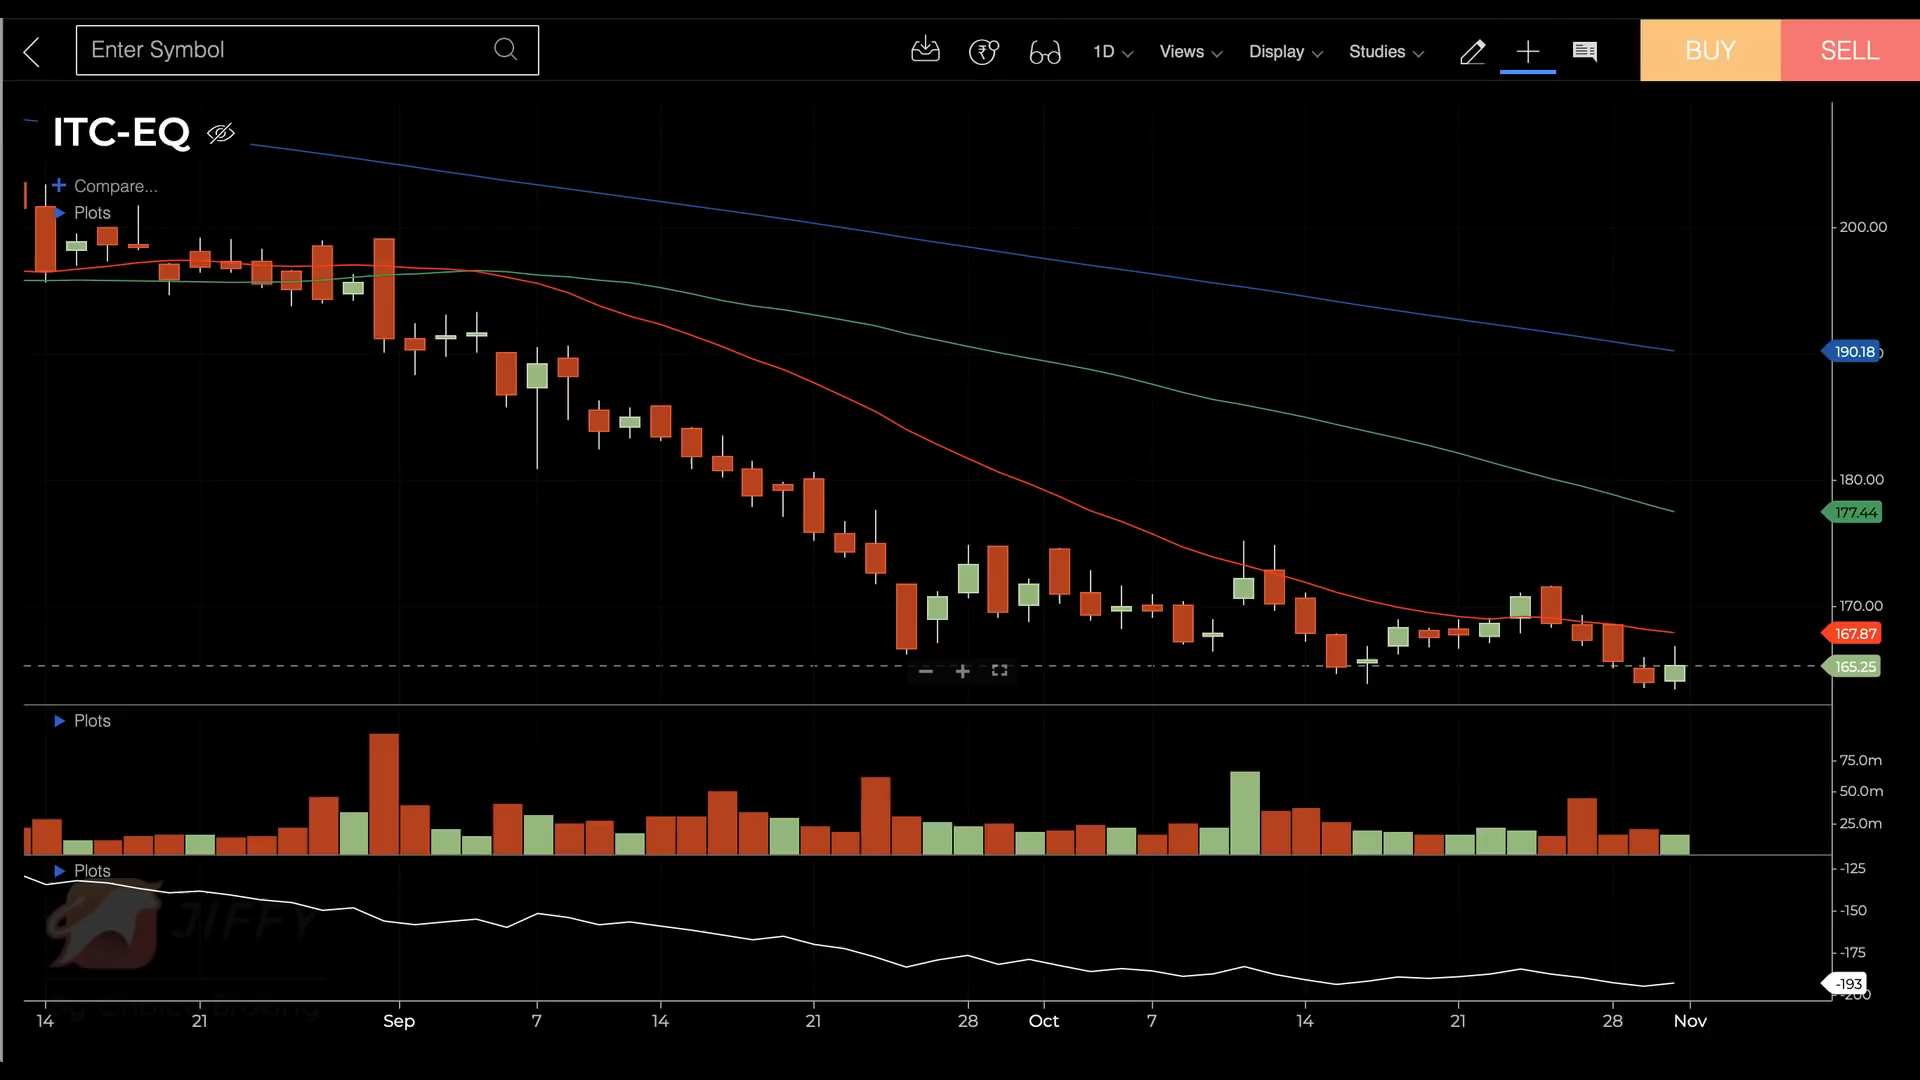 Enter Symbol
1D
Views
Display
Studies
BUY
SELL
ITC-EQ
Compare...
Plots
200.00
190.18
180.00
177.44
170.00
167.87
165.25
Plots
75.0m
50.0m
25.0m
Plots
JIFFY
-125
-150
-175
-193
-200
14
21
Sep
7
14
21
28
Oct
7
14
21
28
Nov